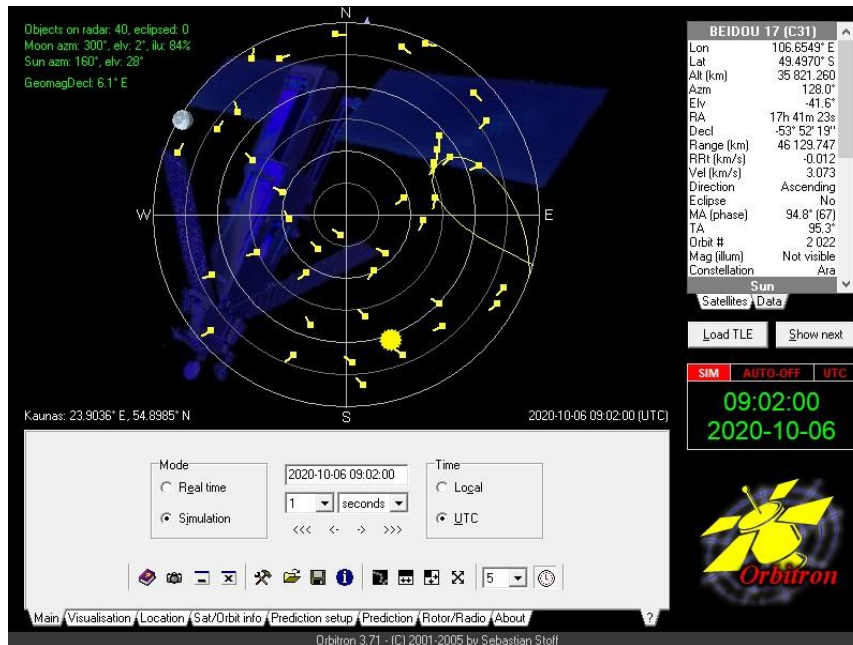 Objects on radar: 40, eclipsed: 0
Moon azm: 300°, elv: 2°, ilu: 84%
Sun azm: 160°, elv: 28°
GeomagDecl: 6.1° E
N
W
E
S
Kaunas: 23.9036° E, 54.8985° N
2020-10-06 09:02:00 (UTC)
BEIDOU 17 (C31)
Lon 106.6549° E
Lat 49.4970° S
Alt (km) 35 821.260
Azm 128.0°
Elv -41.6°
RA 17h 41m 23s
Decl -53° 52' 19"
Range (km) 46 129.747
RRt (km/s) -0.012
Vel (km/s) 3.073
Direction Ascending
Eclipse No
MA (phase) 94.8° (67)
TA 95.3°
Orbit # 2 022
Mag (illum) Not visible
Constellation Ara
Sun
Satellites Data
Load TLE Show next
SIM AUTO-OFF UTC
09:02:00
2020-10-06
Mode
Real time
Simulation
2020-10-06 09:02:00
1 seconds
<<< <- -> >>>
Time
Local
UTC
5
Orbitron
Main Visualisation Location Sat/Orbit info Prediction setup Prediction Rotor/Radio About ?
Orbitron 3.71 - (C) 2001-2005 by Sebastian Stoff